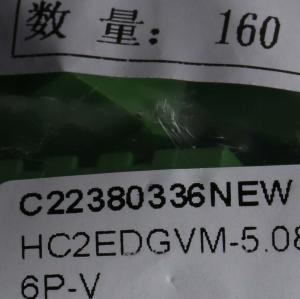 数 量： 160
C22380336NEW
HC2EDGVM-5.08
6P-V